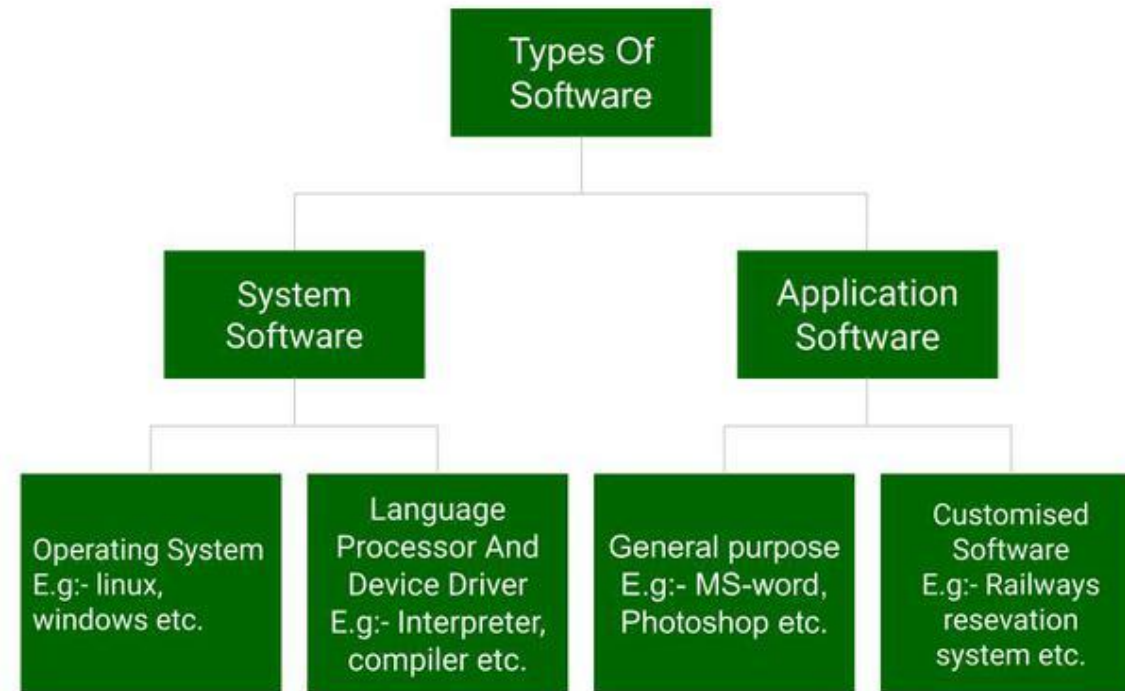 Types Of
Software
System
Software
Application
Software
Operating System
E.g:- linux,
windows etc.
Language
Processor And
Device Driver
E.g:- Interpreter,
compiler etc.
General purpose
E.g:- MS-word,
Photoshop etc.
Customised
Software
E.g:- Railways
resevation
system etc.